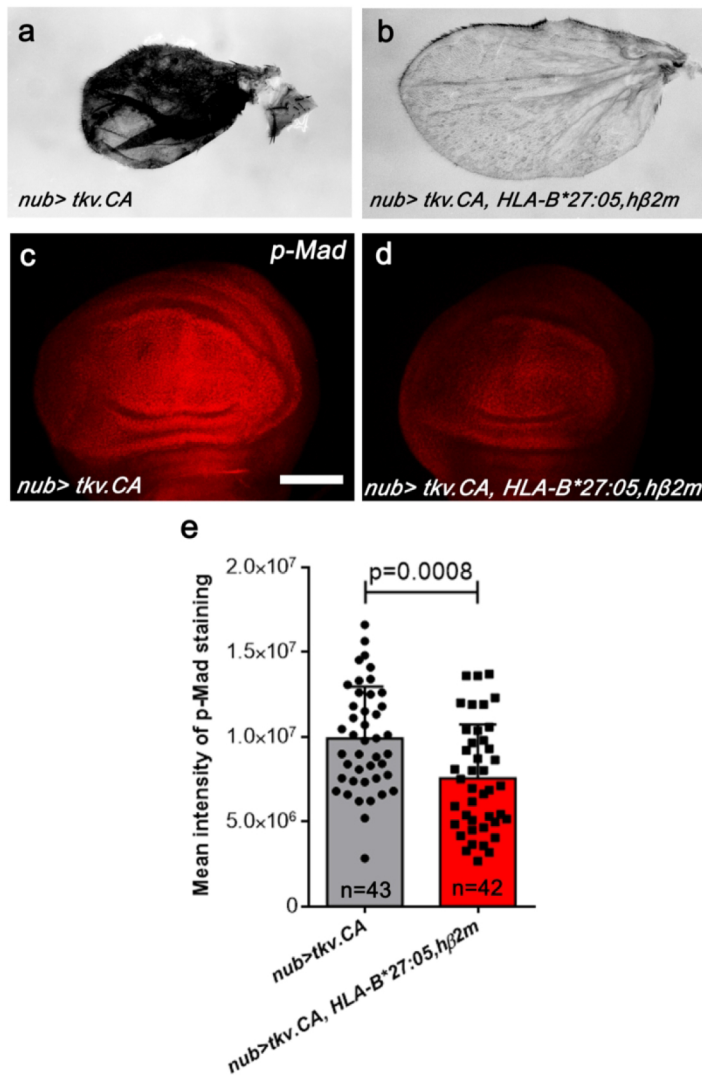 a
nub> tkv.CA
b
nub> tkv.CA, HLA-B*27:05,hβ2m
c
p-Mad
nub> tkv.CA
d
nub> tkv.CA, HLA-B*27:05,hβ2m
e
Mean intensity of p-Mad staining
2.0×10⁷
1.5×10⁷
1.0×10⁷
5.0×10⁶
0
p=0.0008
n=43
n=42
nub>tkv.CA
nub>tkv.CA, HLA-B*27:05,hβ2m